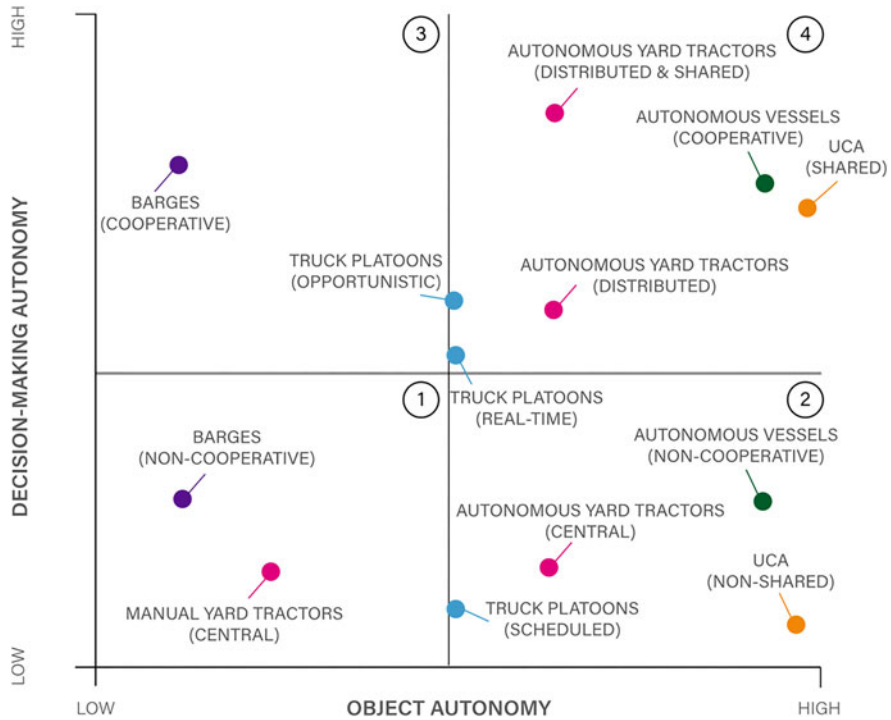 HIGH
3
4
AUTONOMOUS YARD TRACTORS
(DISTRIBUTED & SHARED)
AUTONOMOUS VESSELS
(COOPERATIVE)
UCA
(SHARED)
BARGES
(COOPERATIVE)
TRUCK PLATOONS
(OPPORTUNISTIC)
AUTONOMOUS YARD TRACTORS
(DISTRIBUTED)
DECISION-MAKING AUTONOMY
1
2
TRUCK PLATOONS
(REAL-TIME)
BARGES
(NON-COOPERATIVE)
AUTONOMOUS VESSELS
(NON-COOPERATIVE)
AUTONOMOUS YARD TRACTORS
(CENTRAL)
UCA
(NON-SHARED)
MANUAL YARD TRACTORS
(CENTRAL)
TRUCK PLATOONS
(SCHEDULED)
LOW
LOW
OBJECT AUTONOMY
HIGH